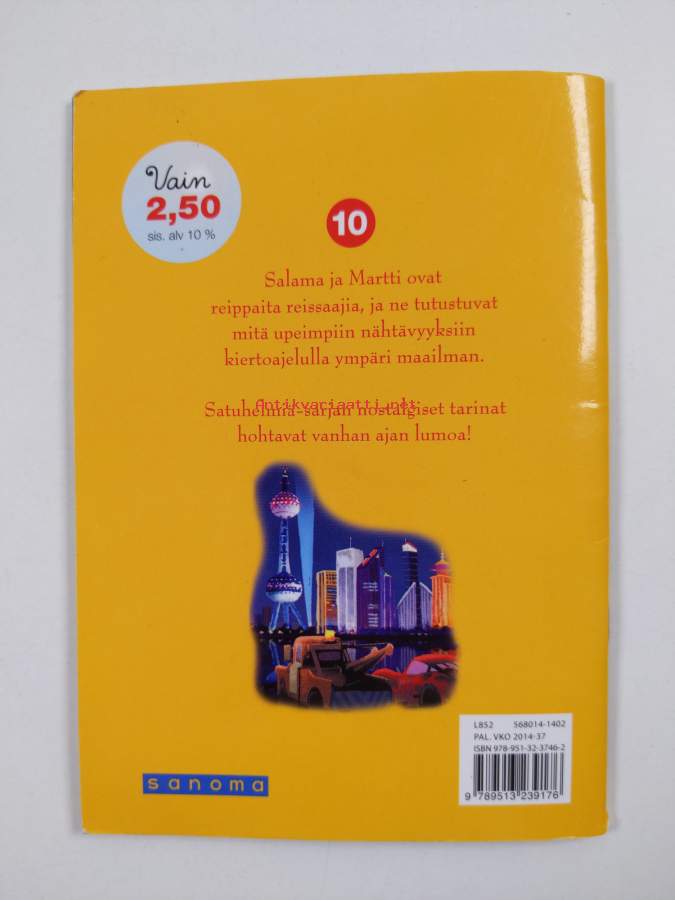 Vain
2,50
sis. alv 10 %
10
Salama ja Martti ovat
reippaita reissaajia, ja ne tutustuvat
mitä upeimpiin nähtävyyksiin
kiertoajelulla ympäri maailman.
Antikvariaatti.net
Satuhelmiä-sarjan nostalgiset tarinat
hohtavat vanhan ajan lumoa!
L852 568014-1402
PAL. VKO 2014-37
ISBN 978-951-32-3746-2
9 789513 239176
sanoma